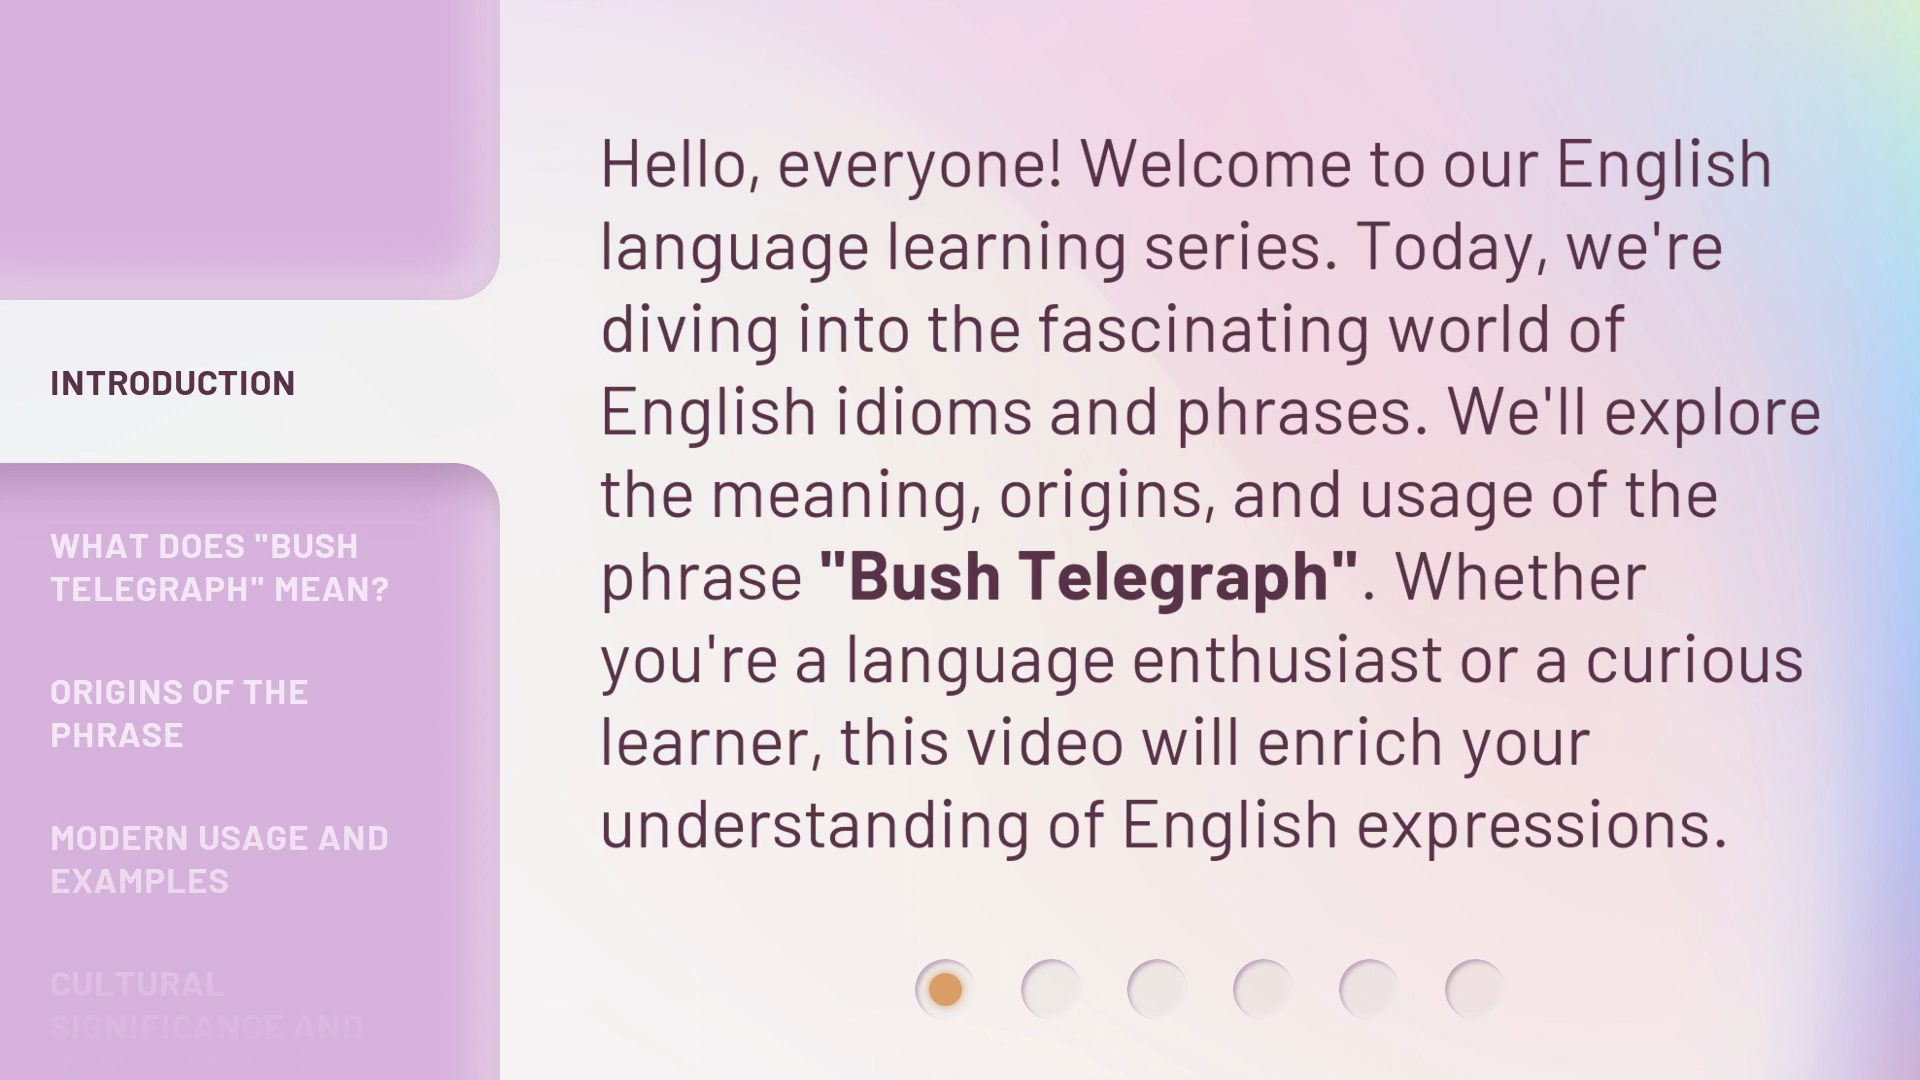 INTRODUCTION
WHAT DOES "BUSH
TELEGRAPH" MEAN?
ORIGINS OF THE
PHRASE
MODERN USAGE AND
EXAMPLES
CULTURAL
SIGNIFICANCE AND
Hello, everyone! Welcome to our English
language learning series. Today, we're
diving into the fascinating world of
English idioms and phrases. We'll explore
the meaning, origins, and usage of the
phrase "Bush Telegraph". Whether
you're a language enthusiast or a curious
learner, this video will enrich your
understanding of English expressions.